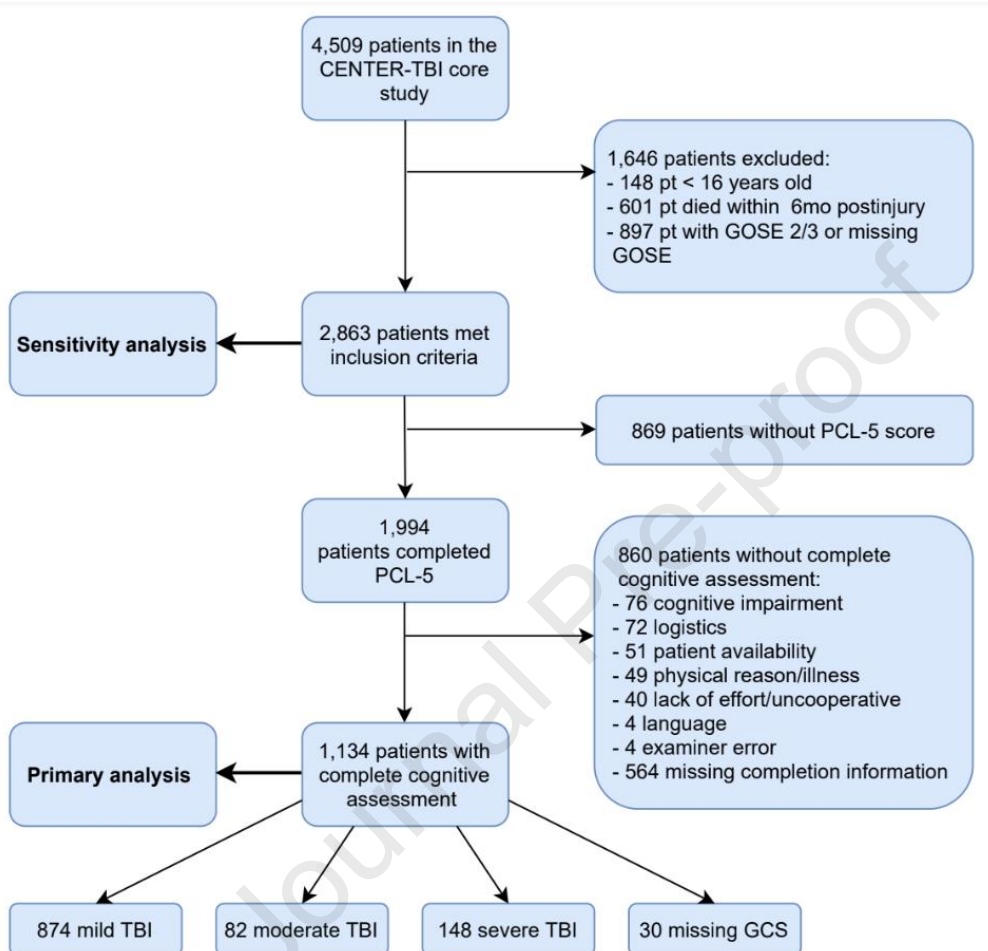 4,509 patients in the
CENTER-TBI core
study
1,646 patients excluded:
- 148 pt < 16 years old
- 601 pt died within 6mo postinjury
- 897 pt with GOSE 2/3 or missing
GOSE
Sensitivity analysis
2,863 patients met
inclusion criteria
869 patients without PCL-5 score
1,994
patients completed
PCL-5
860 patients without complete
cognitive assessment:
- 76 cognitive impairment
- 72 logistics
- 51 patient availability
- 49 physical reason/illness
- 40 lack of effort/uncooperative
- 4 language
- 4 examiner error
- 564 missing completion information
Primary analysis
1,134 patients with
complete cognitive
assessment
874 mild TBI
82 moderate TBI
148 severe TBI
30 missing GCS
Journal Pre-proof